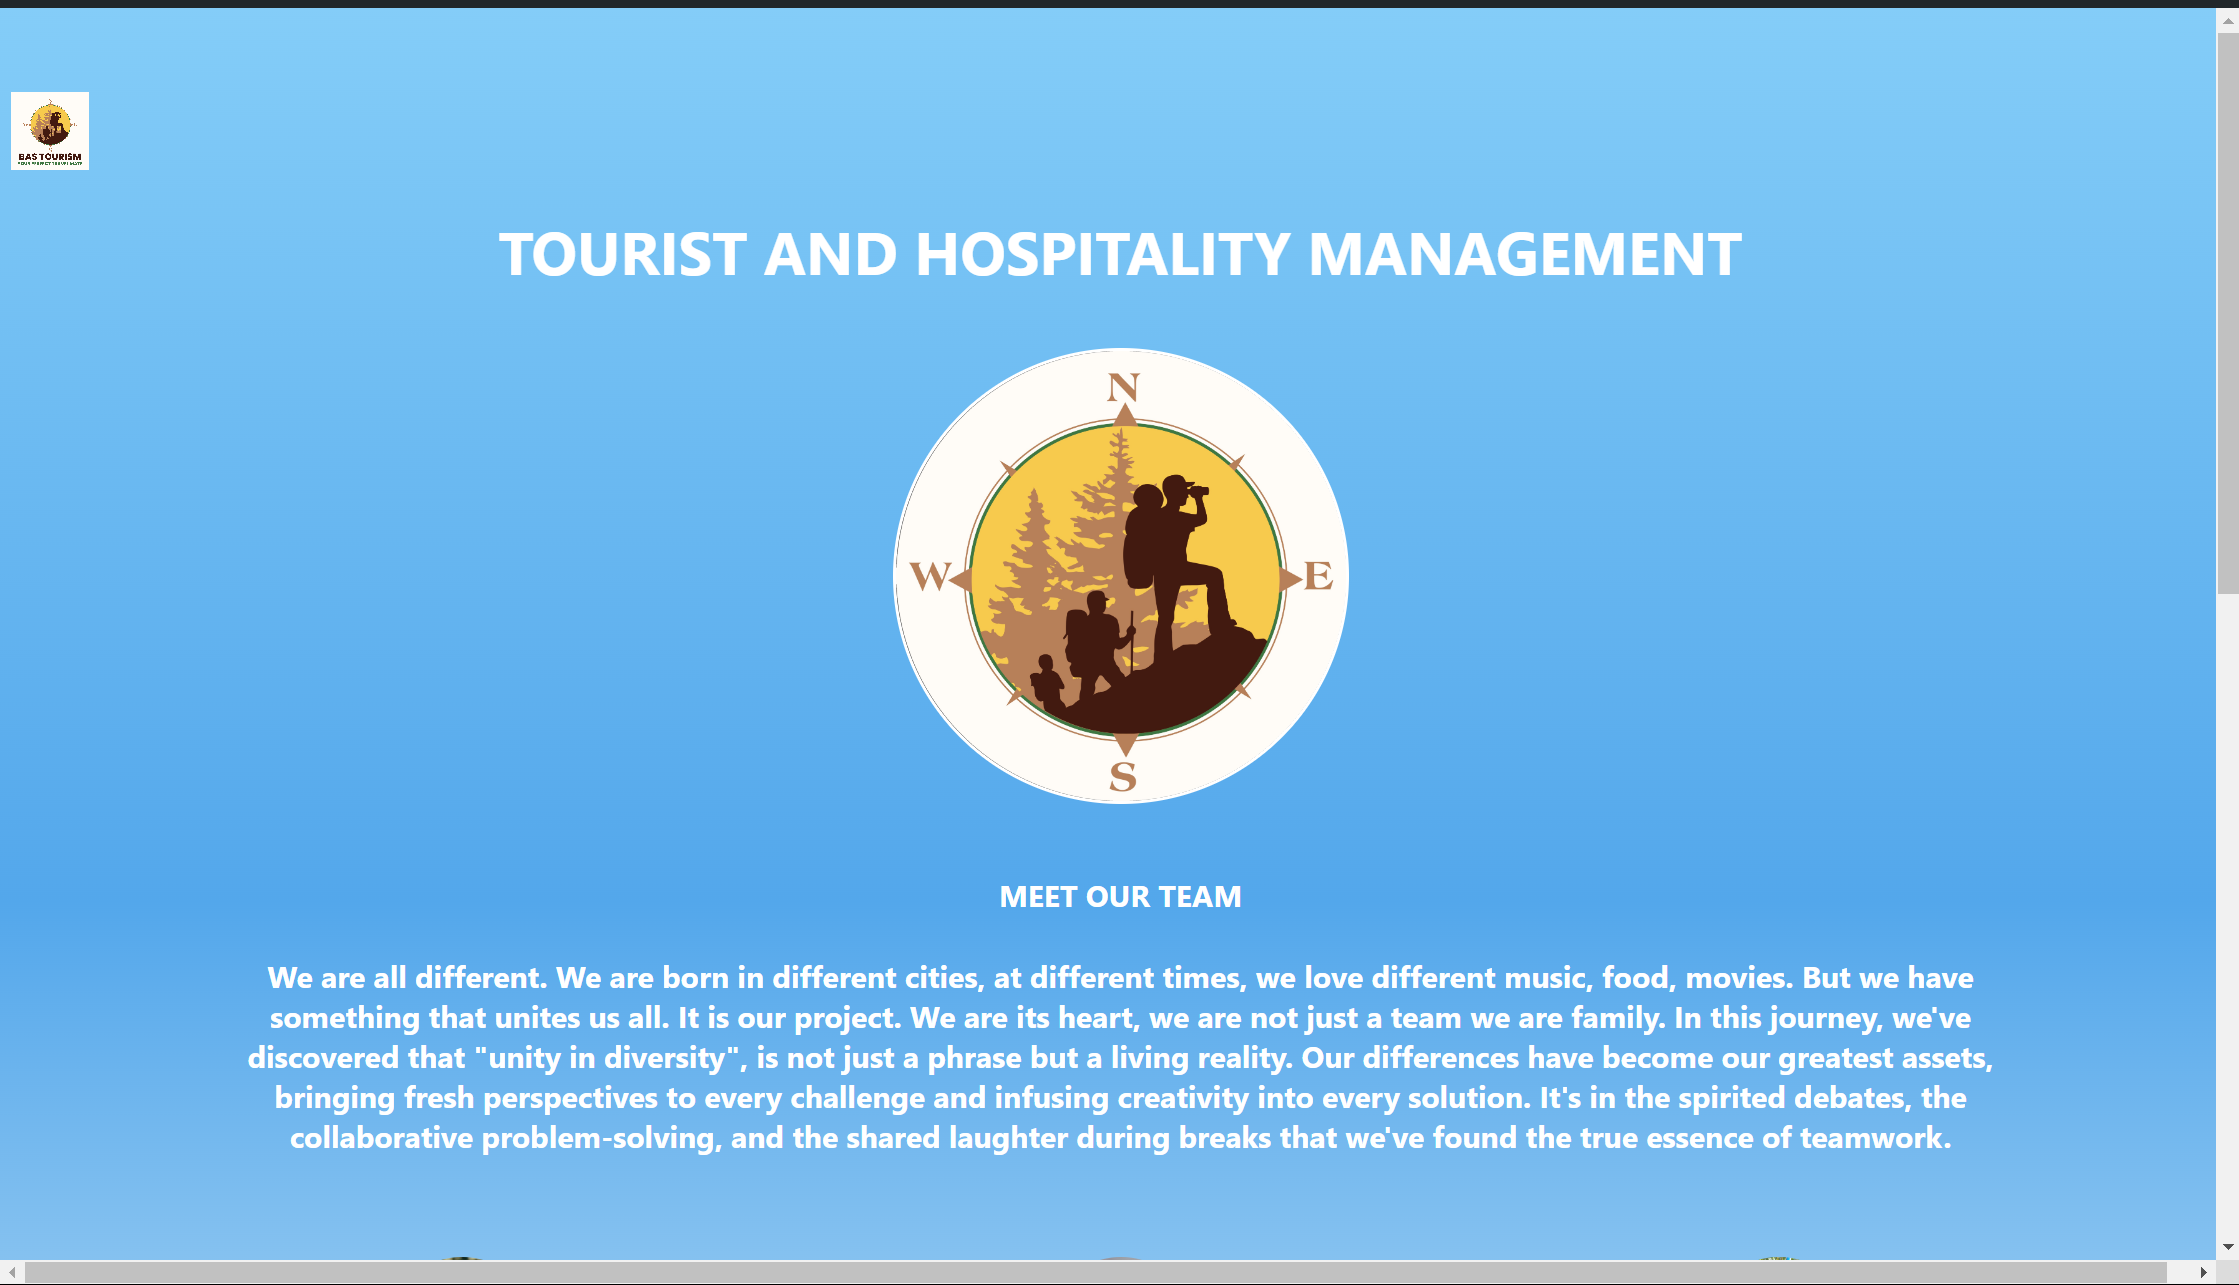 BAS TOURISM
TOURIST AND HOSPITALITY MANAGEMENT
N
W
E
S
MEET OUR TEAM
We are all different. We are born in different cities, at different times, we love different music, food, movies. But we have
something that unites us all. It is our project. We are its heart, we are not just a team we are family. In this journey, we've
discovered that "unity in diversity", is not just a phrase but a living reality. Our differences have become our greatest assets,
bringing fresh perspectives to every challenge and infusing creativity into every solution. It's in the spirited debates, the
collaborative problem-solving, and the shared laughter during breaks that we've found the true essence of teamwork.